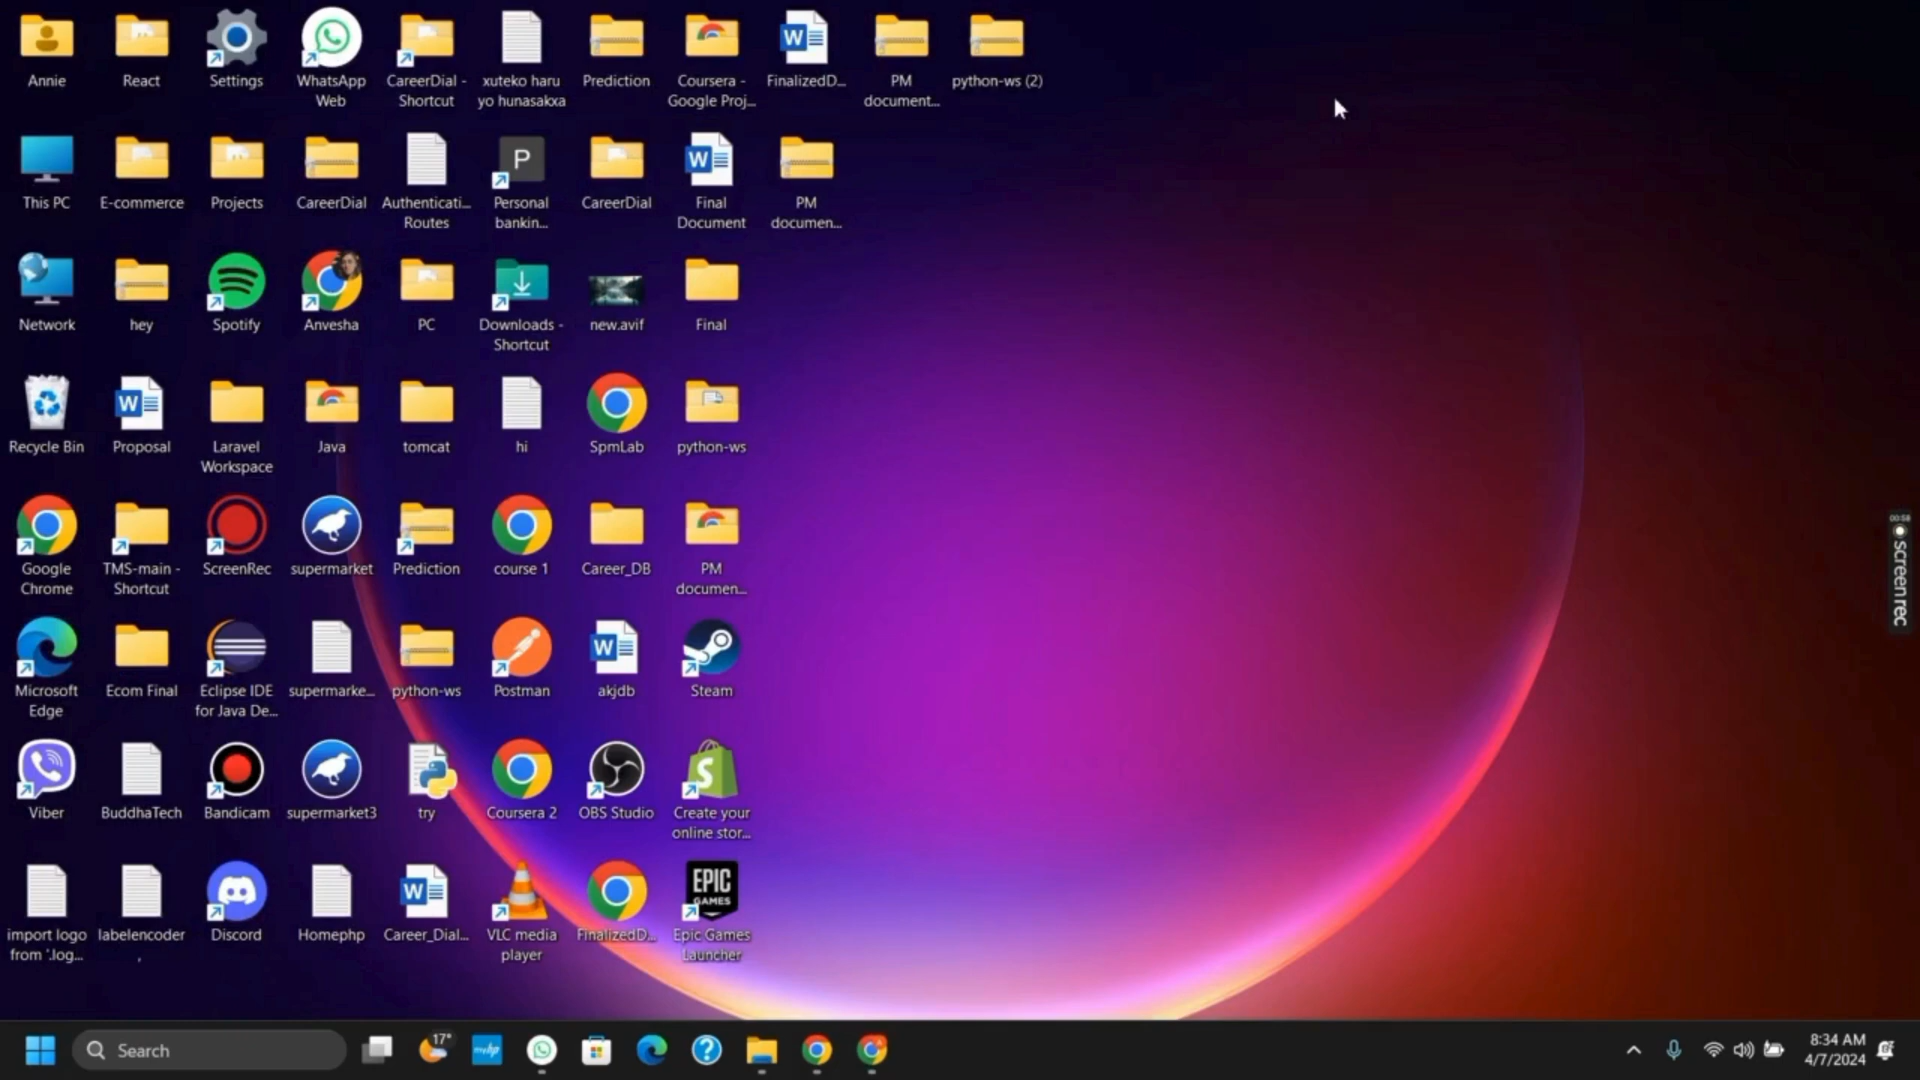 Annie
React
Settings
WhatsApp
Web
CareerDial -
Shortcut
xuteko haru
yo hunasakxa
Prediction
Coursera -
Google Proj...
FinalizedD...
PM
document...
python-ws (2)
This PC
E-commerce
Projects
CareerDial
Authenticati...
Routes
P
Personal
bankin...
CareerDial
Final
Document
PM
documen...
Network
hey
Spotify
Anvesha
PC
Downloads -
Shortcut
new.avif
Final
Recycle Bin
Proposal
Laravel
Workspace
Java
tomcat
hi
SpmLab
python-ws
Google
Chrome
TMS-main -
Shortcut
ScreenRec
supermarket
Prediction
course 1
Career_DB
PM
documen...
Microsoft
Edge
Ecom Final
Eclipse IDE
for Java De...
supermarke...
python-ws
Postman
akjdb
Steam
Viber
BuddhaTech
Bandicam
supermarket3
try
Coursera 2
OBS Studio
Create your
online stor...
import logo
from '.log...
labelencoder
,
Discord
Homephp
Career_Dial...
VLC media
player
FinalizedD...
EPIC
GAMES
Epic Games
Launcher
00:58
screenrec
Search
17°
myhp
8:34 AM
4/7/2024